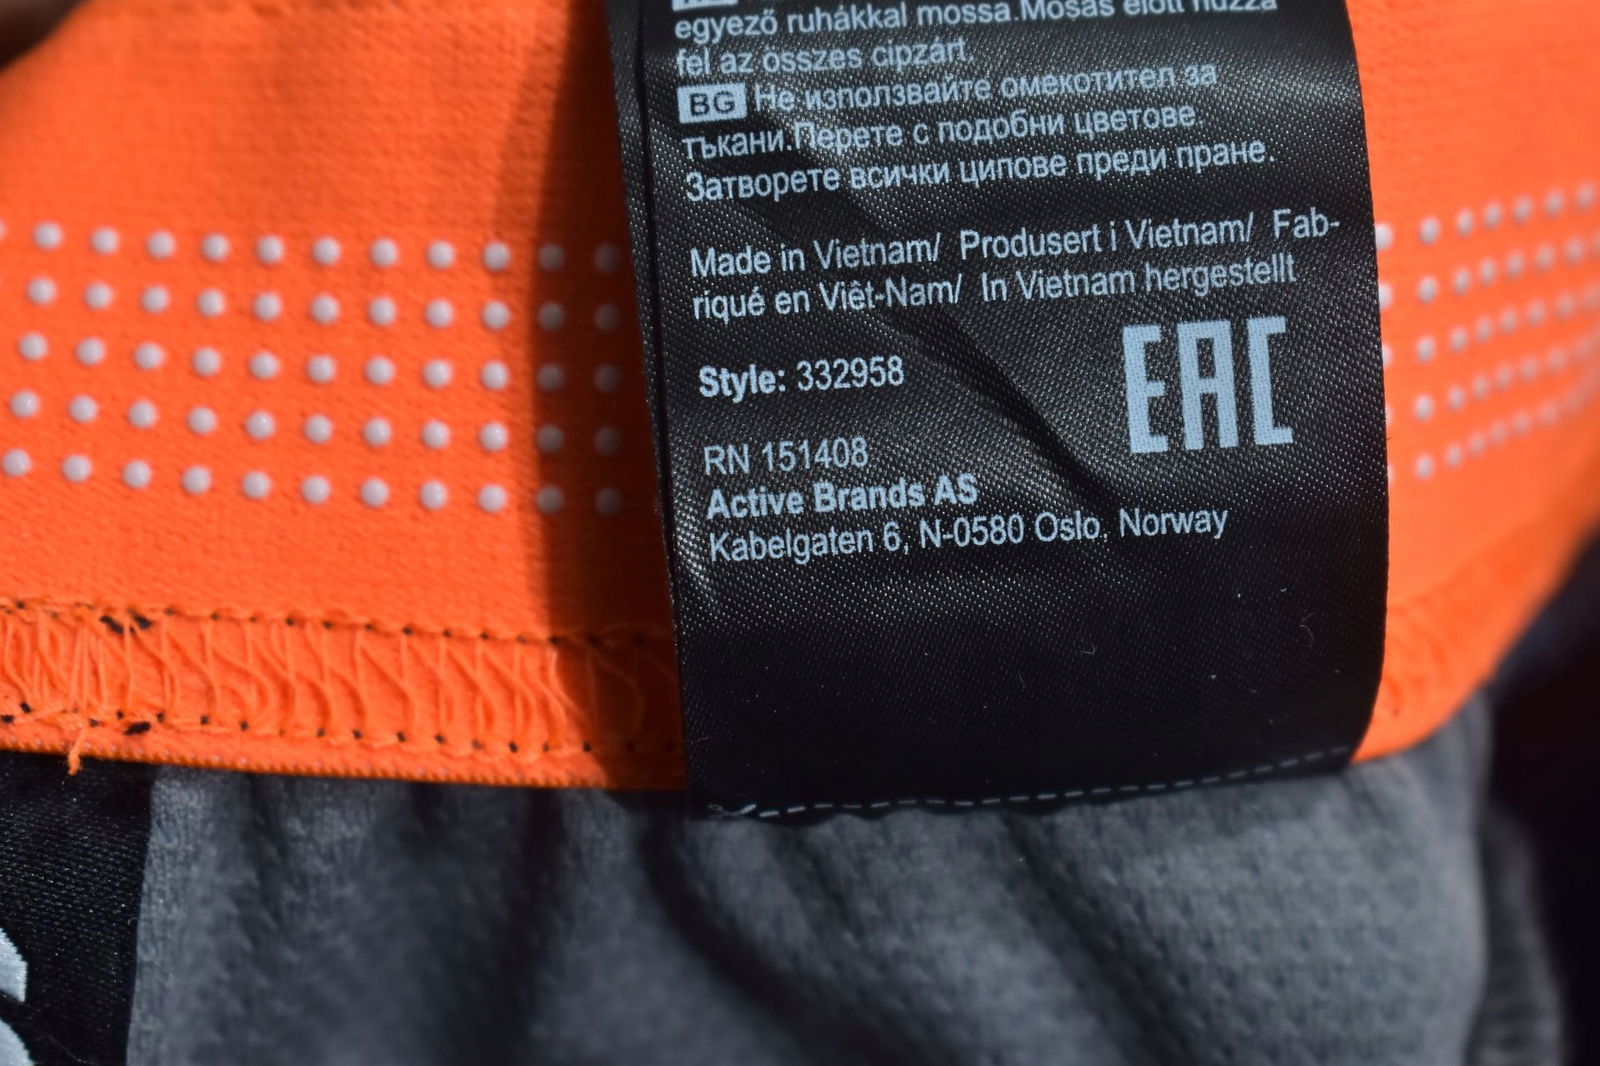 egyező ruhákkal mossa.Mosás előtt húzza
fel az összes cipzárt.
BG Не използвайте омекотител за
тъкани.Перете с подобни цветове.
Затворете всички ципове преди пране.
Made in Vietnam/ Produsert i Vietnam/ Fab-
riqué en Viêt-Nam/ In Vietnam hergestellt
Style: 332958
EAC
RN 151408
Active Brands AS
Kabelgaten 6, N-0580 Oslo, Norway